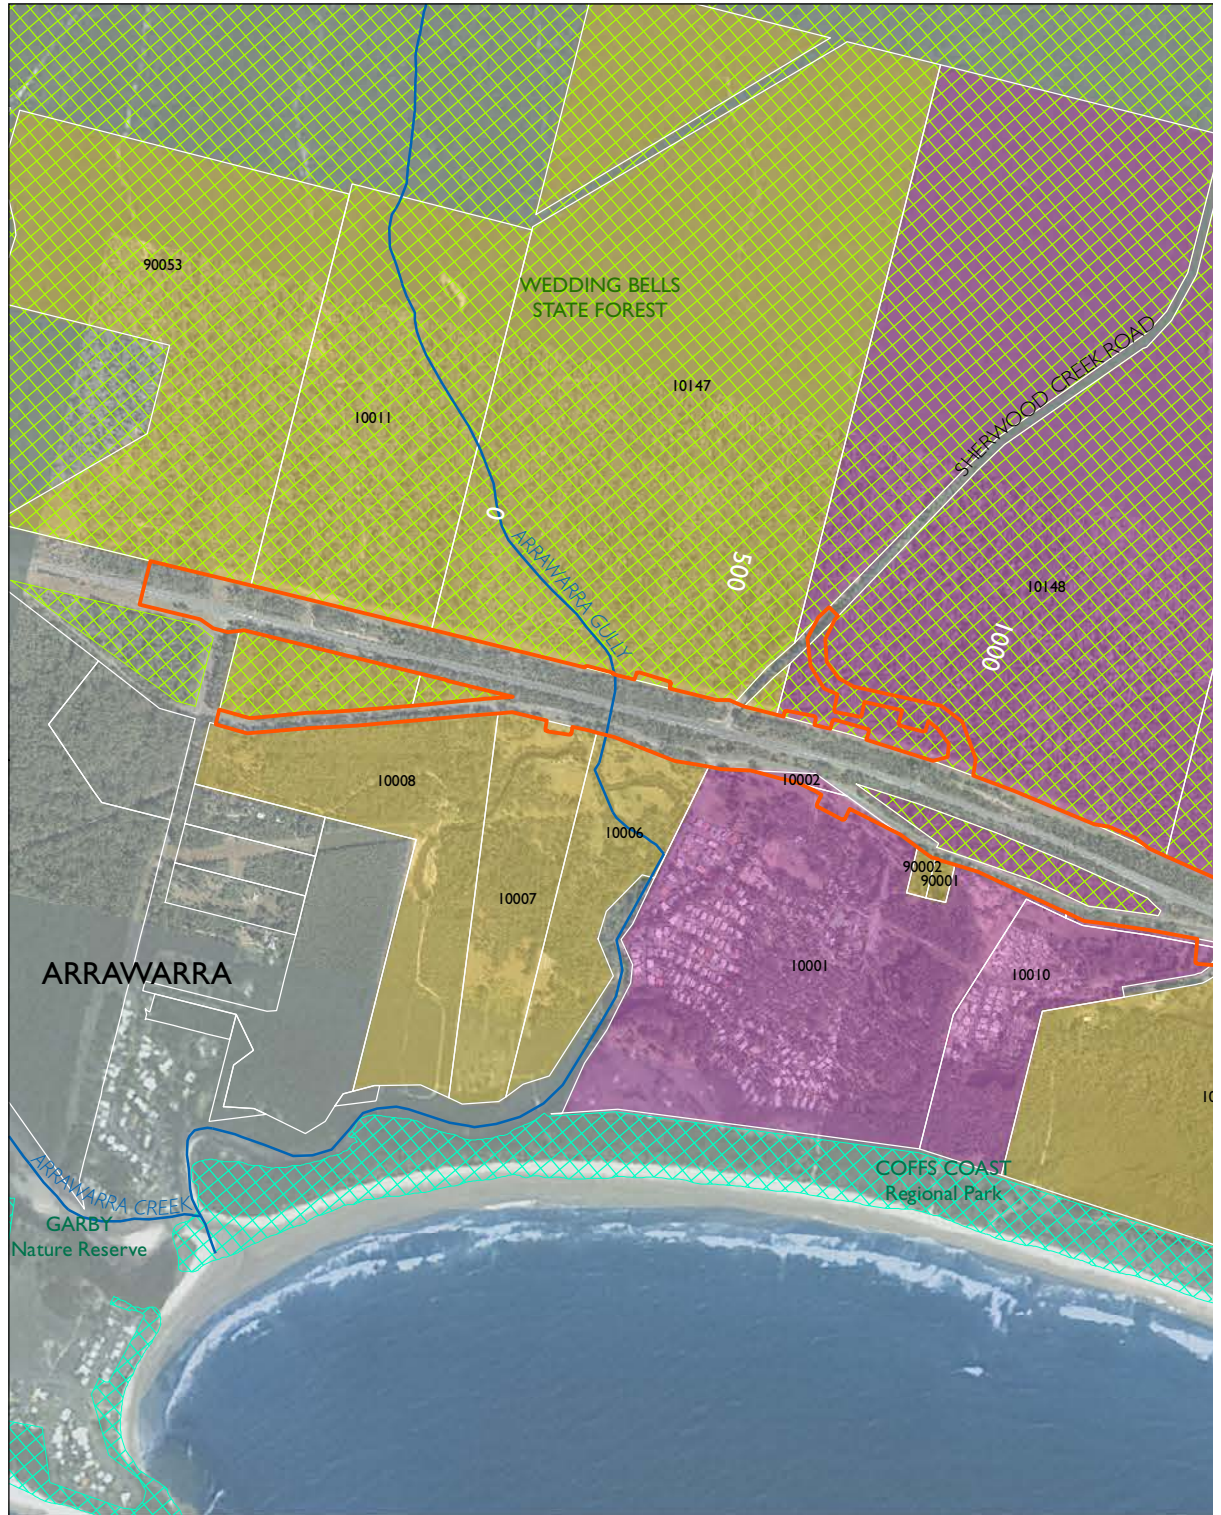 90053
WEDDING BELLS
STATE FOREST
10147
SHERWOOD CREEK ROAD
10011
0
ARRAWARRA GULLY
500
10148
1000
10008
10002
10006
90002
90001
10007
10001
10010
ARRAWARRA
10
COFFS COAST
Regional Park
ARRAWARRA CREEK
GARBY
Nature Reserve